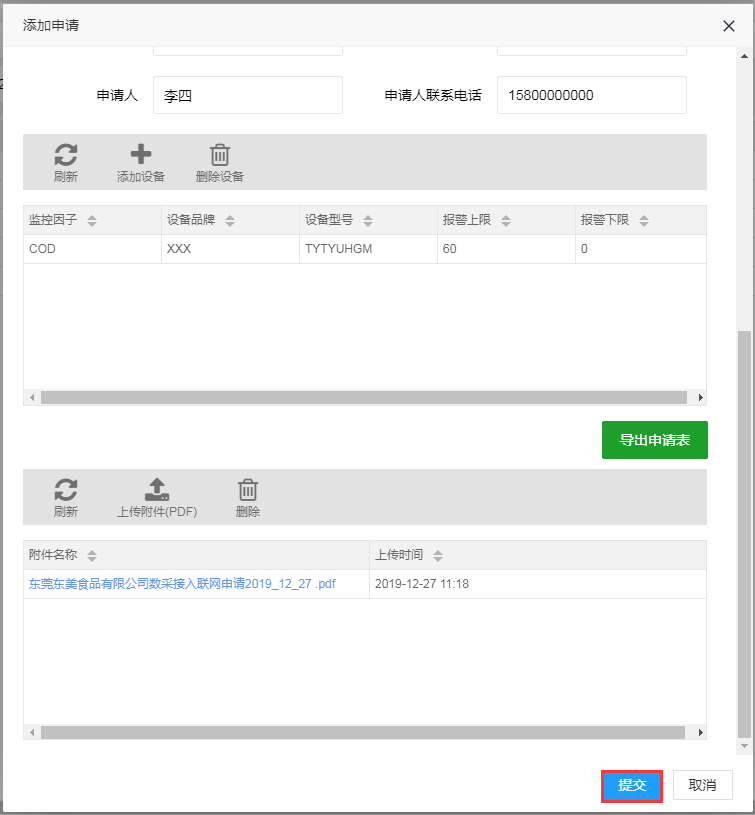 添加申请
申请人 李四 申请人联系电话 15800000000
刷新 添加设备 删除设备
监控因子 设备品牌 设备型号 报警上限 报警下限
COD XXX TYTYUHGM 60 0
导出申请表
刷新 上传附件(PDF) 删除
附件名称 上传时间
东莞东美食品有限公司数采接入联网申请2019_12_27 .pdf 2019-12-27 11:18
提交 取消